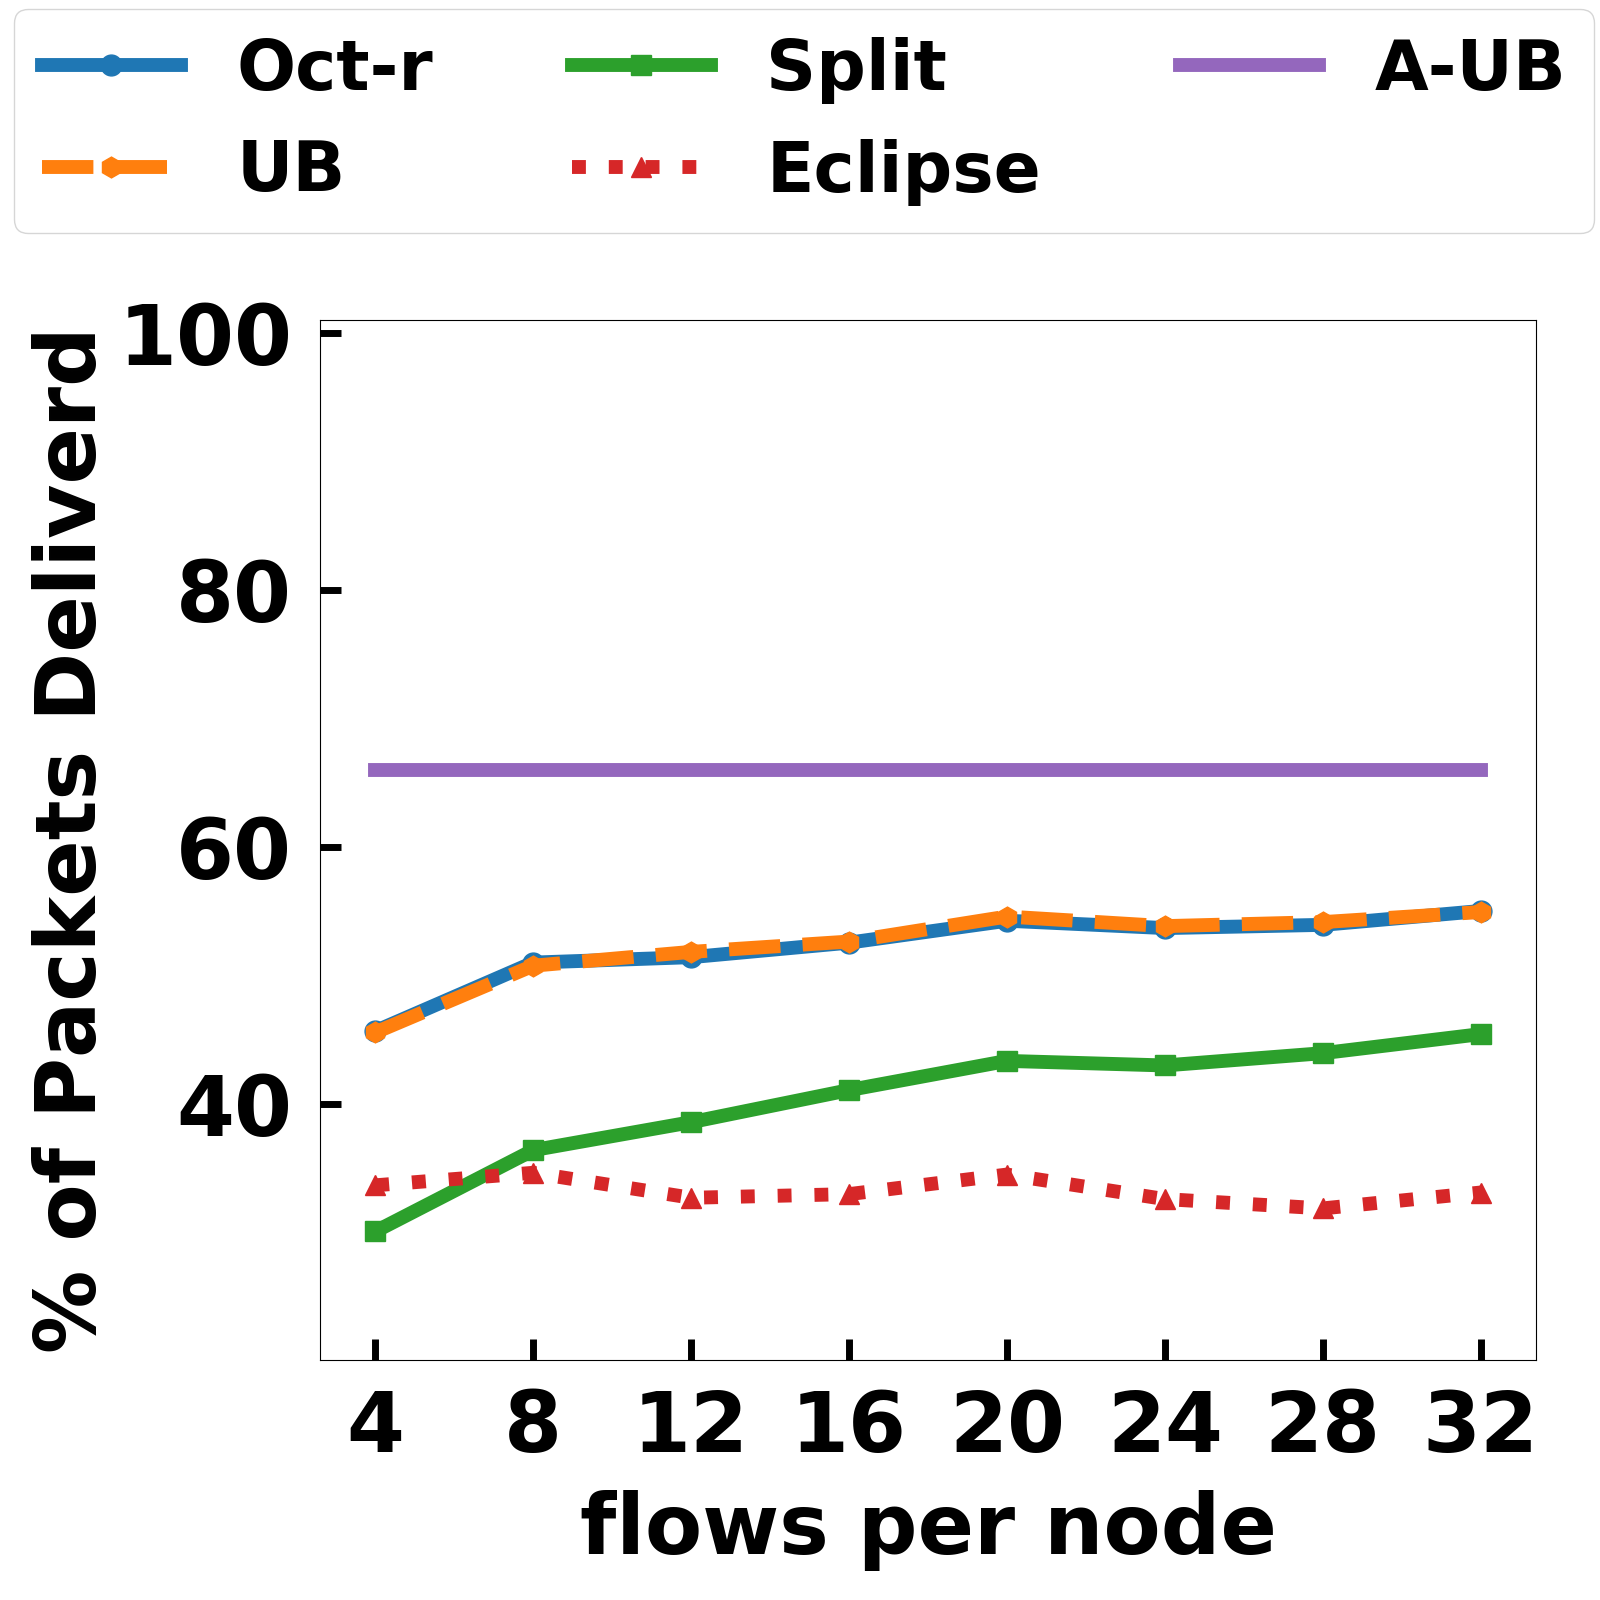 Oct-r
Split
A-UB
UB
Eclipse
% of Packets Deliverd
100
80
60
40
4 8 12 16 20 24 28 32
flows per node